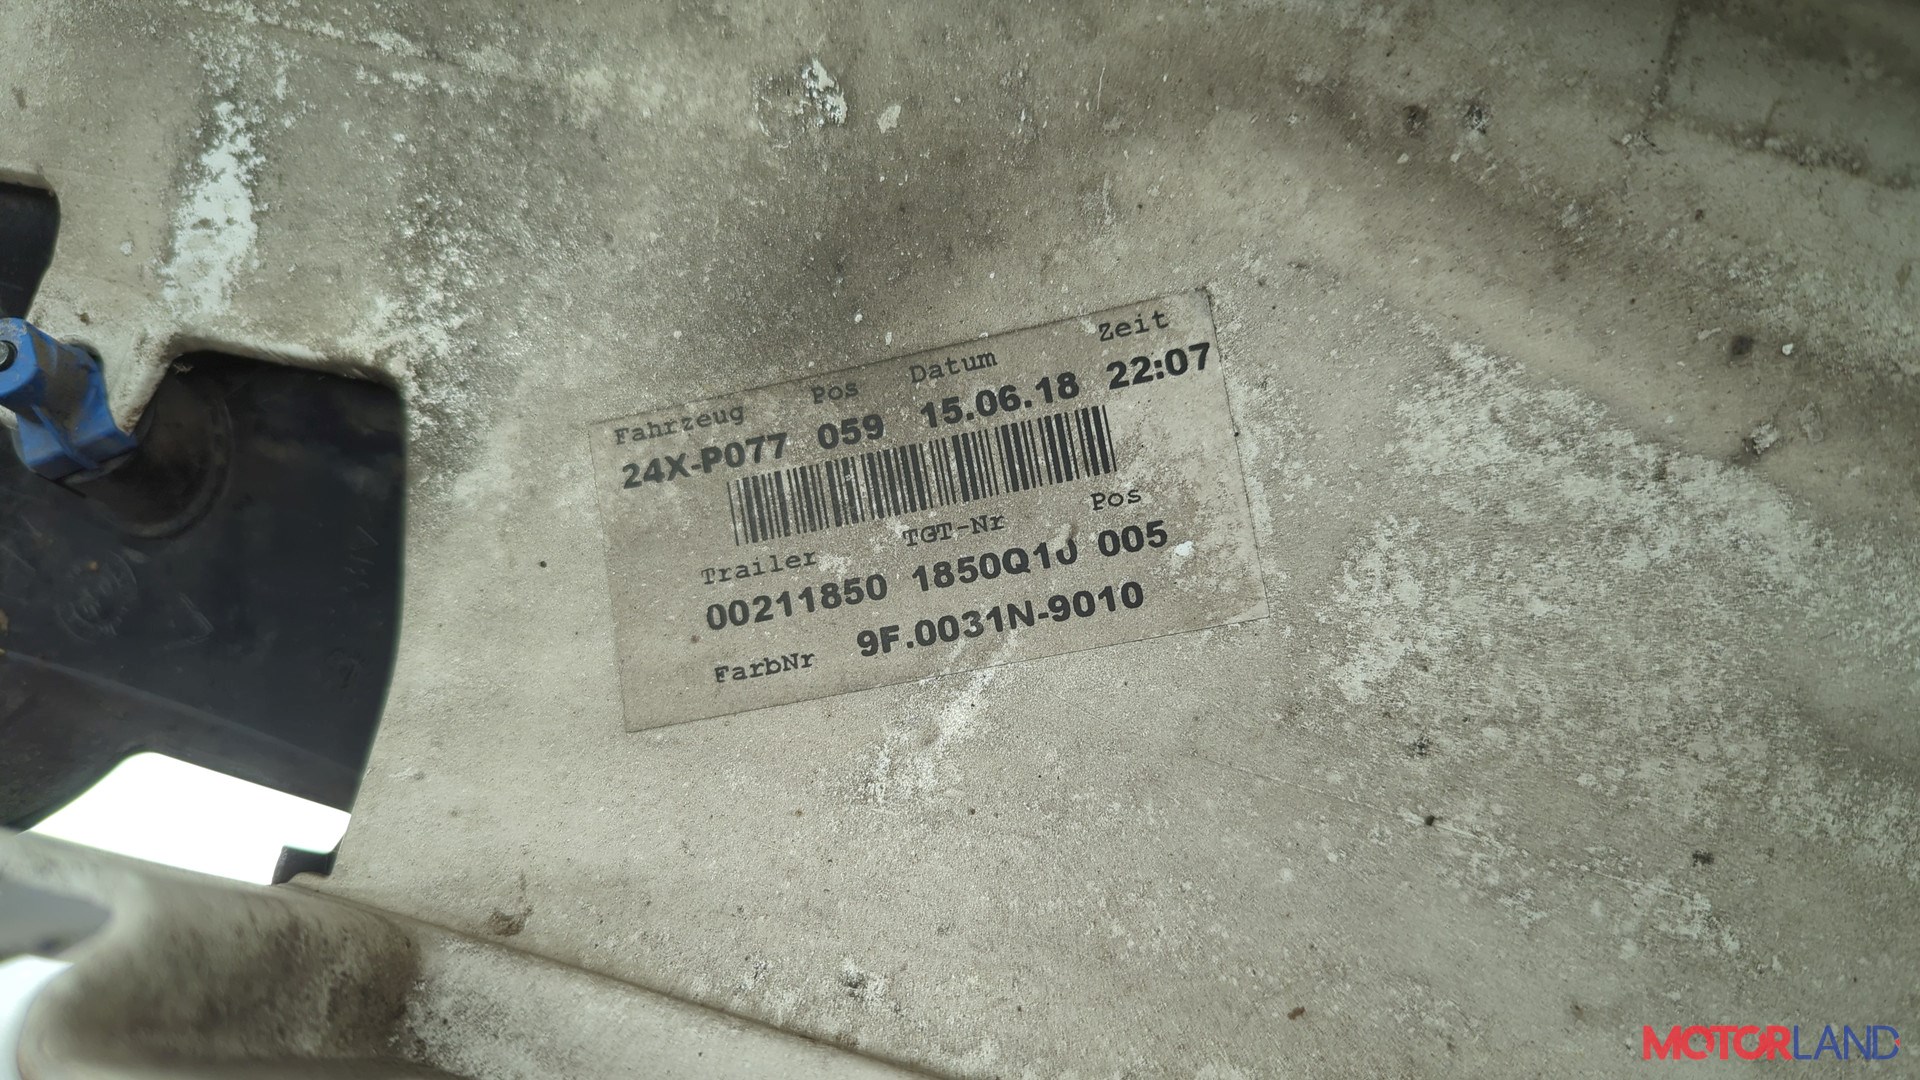 Fahrzeug Pos Datum Zeit
24X-P077 059 15.06.18 22:07
Trailer TGT-Nr Pos
00211850 1850Q10 005
FarbNr 9F.0031N-9010
MOTORLAND